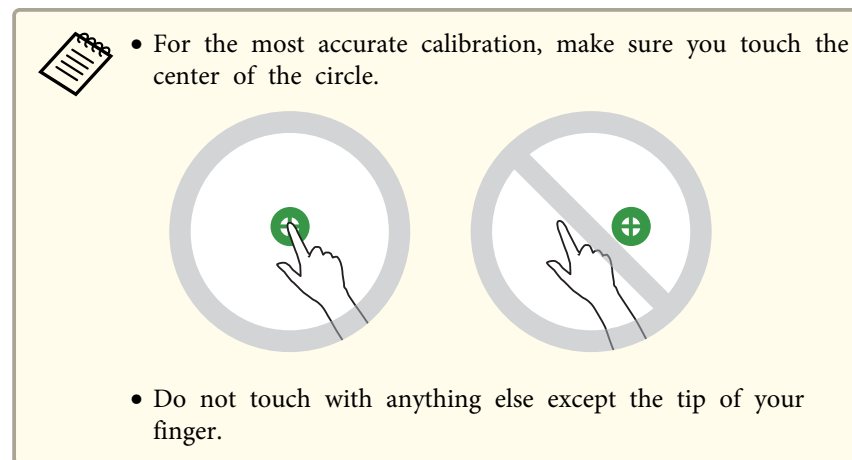 • For the most accurate calibration, make sure you touch the
center of the circle.
• Do not touch with anything else except the tip of your
finger.